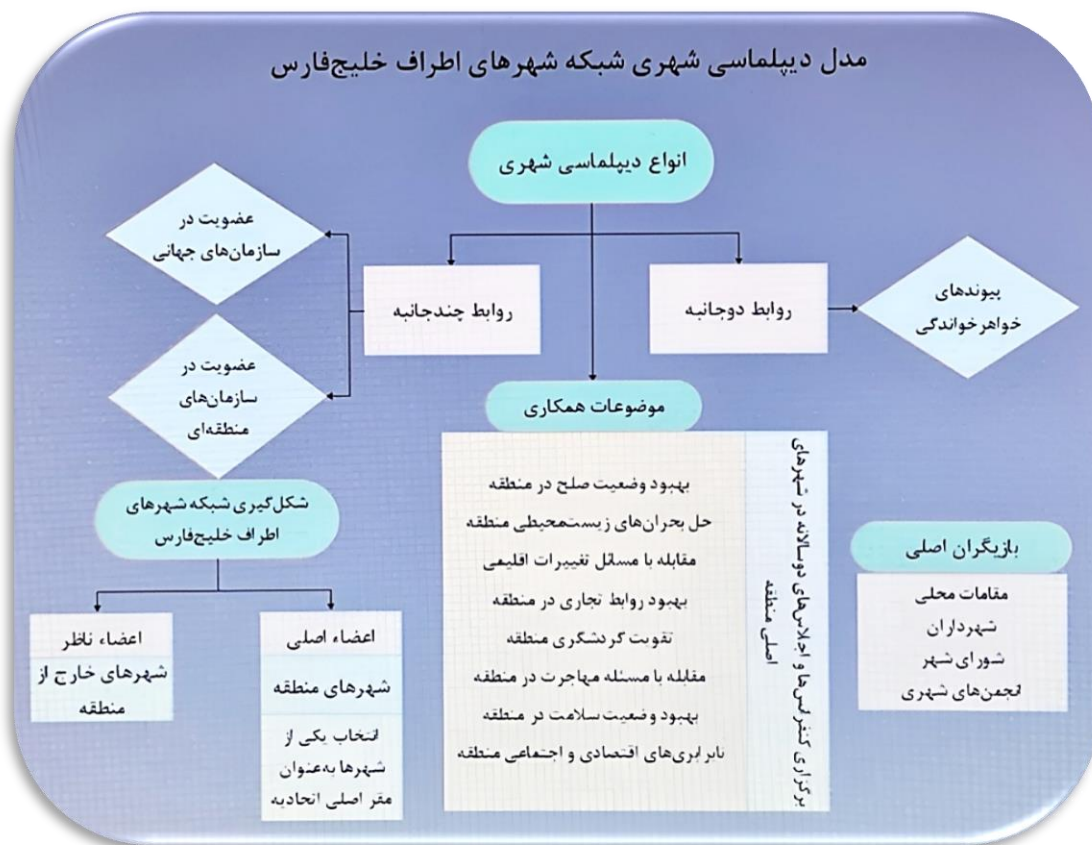 مدل دیپلماسی شهری شبکه شهرهای اطراف خلیج‌فارس
انواع دیپلماسی شهری
روابط دوجانبه
پیوندهای
خواهرخواندگی
روابط چندجانبه
عضویت در
سازمان‌های جهانی
عضویت در
سازمان‌های
منطقه‌ای
موضوعات همکاری
بهبود وضعیت صلح در منطقه
حل بحران‌های زیست‌محیطی منطقه
مقابله با مسائل تغییرات اقلیمی
بهبود روابط تجاری در منطقه
تقویت گردشگری منطقه
مقابله با مسئله مهاجرت در منطقه
بهبود وضعیت سلامت در منطقه
نابرابری‌های اقتصادی و اجتماعی منطقه
برگزاری کنفرانس‌ها و اجلاس‌های دوسالانه در شهرهای
اصلی منطقه
بازیگران اصلی
مقامات محلی
شهرداران
شورای شهر
انجمن‌های شهری
شکل‌گیری شبکه شهرهای
اطراف خلیج‌فارس
اعضاء اصلی
شهرهای منطقه
انتخاب یکی از
شهرها به‌عنوان
مقر اصلی اتحادیه
اعضاء ناظر
شهرهای خارج از
منطقه